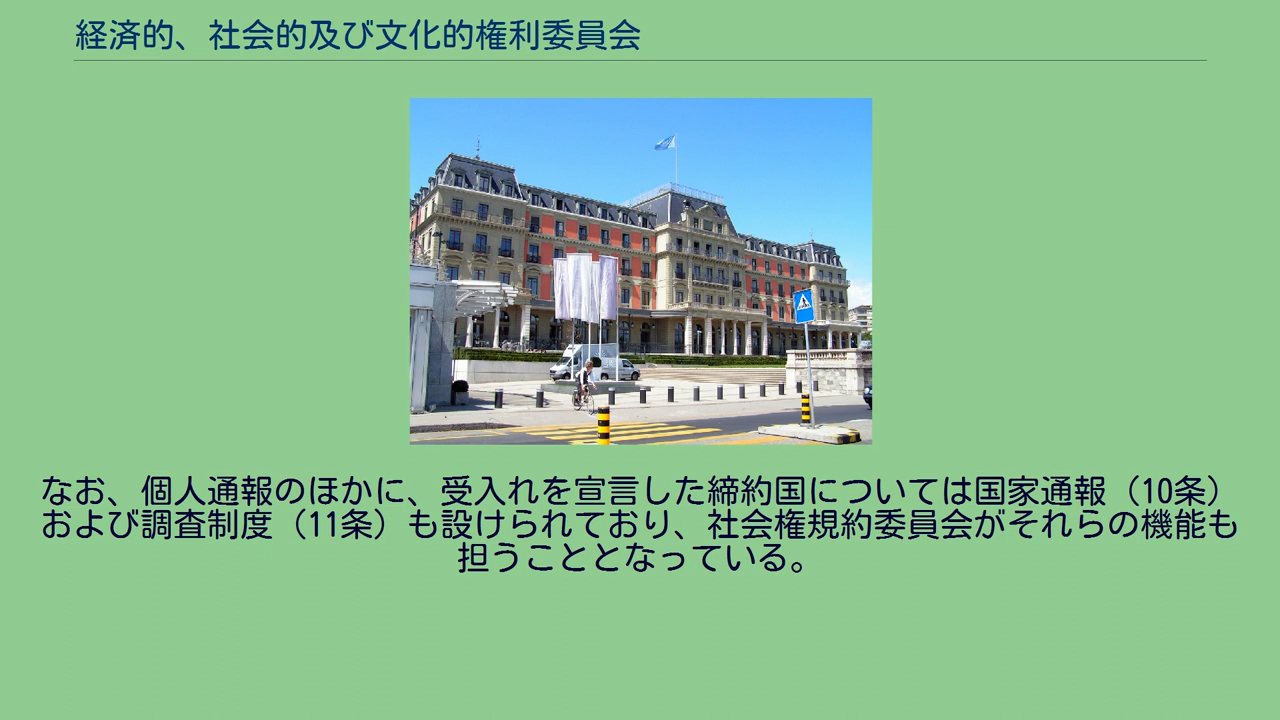 経済的、社会的及び文化的権利委員会
なお、個人通報のほかに、受入れを宣言した締約国については国家通報（10条）
および調査制度（11条）も設けられており、社会権規約委員会がそれらの機能も
担うこととなっている。